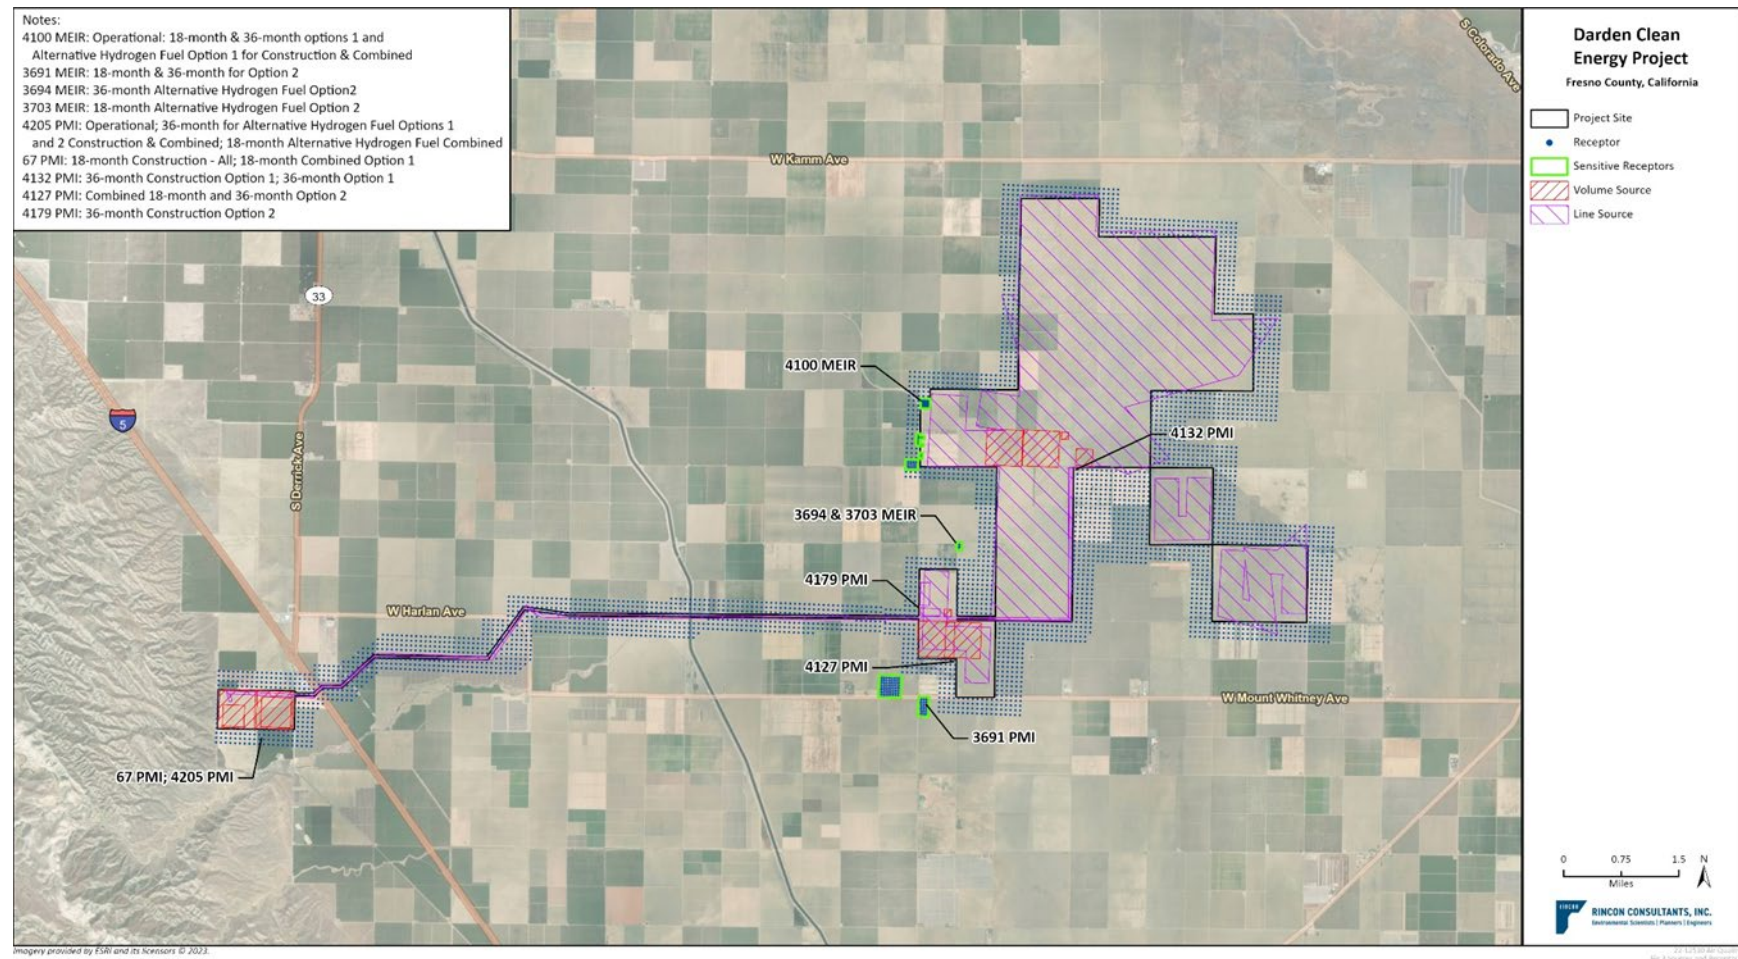 Notes:
4100 MEIR: Operational: 18-month & 36-month options 1 and
Alternative Hydrogen Fuel Option 1 for Construction & Combined
3691 MEIR: 18-month & 36-month for Option 2
3694 MEIR: 36-month Alternative Hydrogen Fuel Option2
3703 MEIR: 18-month Alternative Hydrogen Fuel Option 2
4205 PMI: Operational; 36-month for Alternative Hydrogen Fuel Options 1
and 2 Construction & Combined; 18-month Alternative Hydrogen Fuel Combined
67 PMI: 18-month Construction - All; 18-month Combined Option 1
4132 PMI: 36-month Construction Option 1; 36-month Option 1
4127 PMI: Combined 18-month and 36-month Option 2
4179 PMI: 36-month Construction Option 2
S Colorado Ave
W Kamm Ave
33
4100 MEIR
5
S Derrick Ave
4132 PMI
3694 & 3703 MEIR
4179 PMI
W Harlan Ave
4127 PMI
W Mount Whitney Ave
3691 PMI
67 PMI; 4205 PMI
Darden Clean
Energy Project
Fresno County, California
Project Site
Receptor
Sensitive Receptors
Volume Source
Line Source
0 0.75 1.5 N
Miles
RINCON
RINCON CONSULTANTS, INC.
Environmental Scientists | Planners | Engineers
Imagery provided by ESRI and its licensors © 2023.